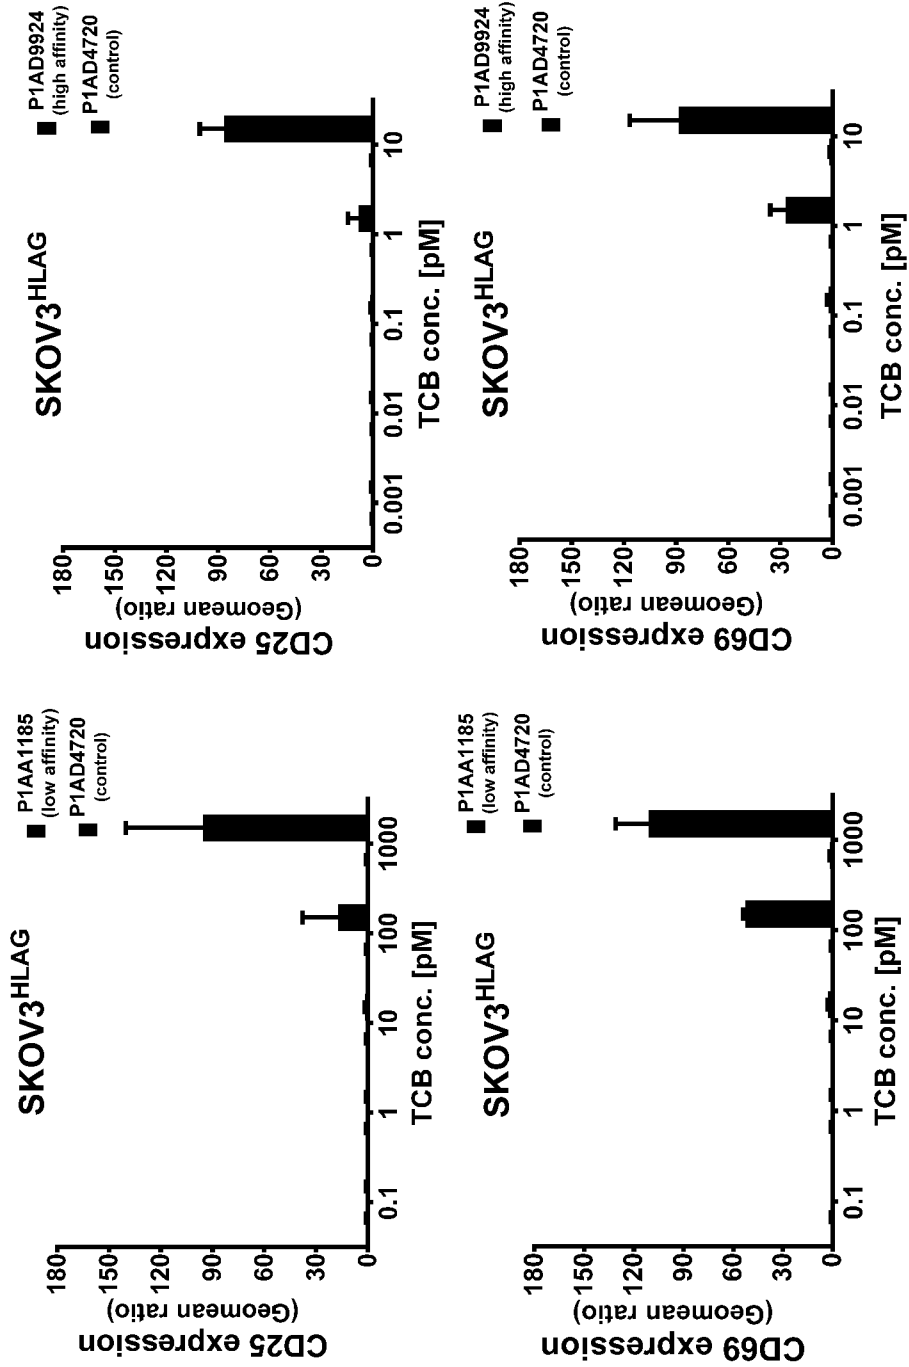 SKOV3HLAG
P1AA1185
(low affinity)
P1AD4720
(control)
CD25 expression
(Geomean ratio)
180
150
120
90
60
30
0
0.1 1 10 100 1000
TCB conc. [pM]
SKOV3HLAG
P1AD9924
(high affinity)
P1AD4720
(control)
CD25 expression
(Geomean ratio)
180
150
120
90
60
30
0
0.001 0.01 0.1 1 10
TCB conc. [pM]
SKOV3HLAG
P1AA1185
(low affinity)
P1AD4720
(control)
CD69 expression
(Geomean ratio)
180
150
120
90
60
30
0
0.1 1 10 100 1000
TCB conc. [pM]
SKOV3HLAG
P1AD9924
(high affinity)
P1AD4720
(control)
CD69 expression
(Geomean ratio)
180
150
120
90
60
30
0
0.001 0.01 0.1 1 10
TCB conc. [pM]